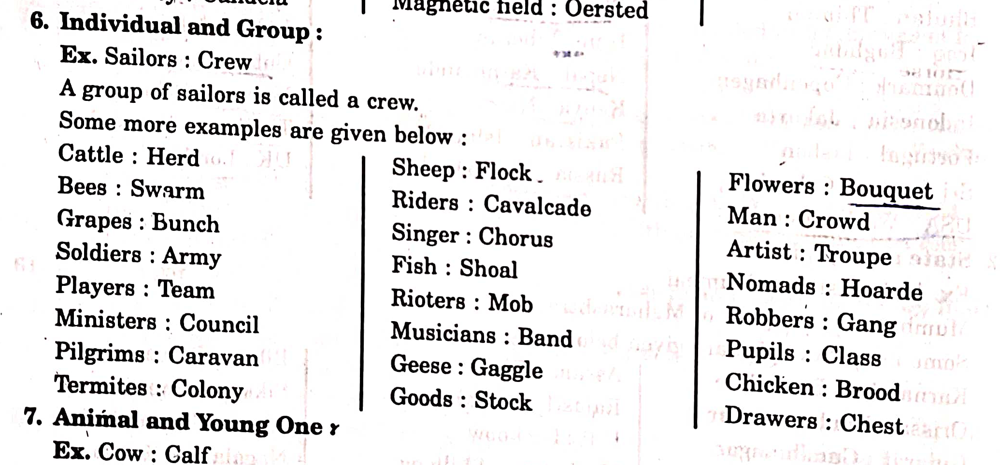 Magnetic field : Oersted
6. Individual and Group :
Ex. Sailors : Crew
A group of sailors is called a crew.
Some more examples are given below :
Cattle : Herd
Bees : Swarm
Grapes : Bunch
Soldiers : Army
Players : Team
Ministers : Council
Pilgrims : Caravan
Termites : Colony
Sheep : Flock
Riders : Cavalcade
Singer : Chorus
Fish : Shoal
Rioters : Mob
Musicians : Band
Geese : Gaggle
Goods : Stock
Flowers : Bouquet
Man : Crowd
Artist : Troupe
Nomads : Hoarde
Robbers : Gang
Pupils : Class
Chicken : Brood
Drawers : Chest
7. Animal and Young One :
Ex. Cow : Calf